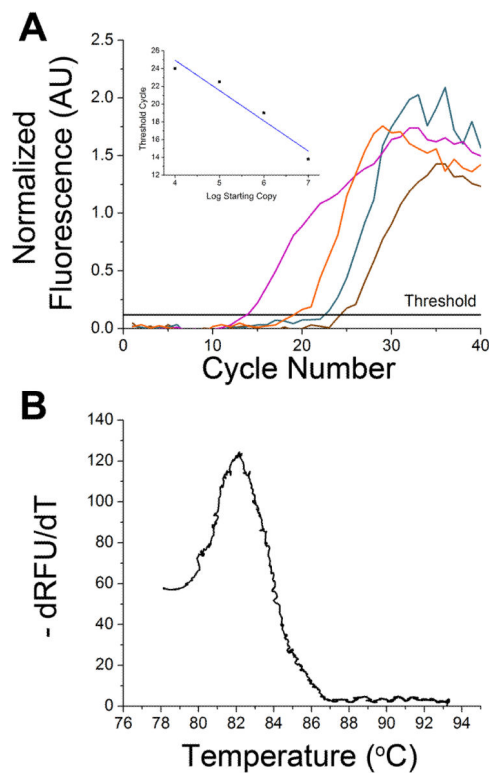 A
Normalized
Fluorescence (AU)
2.5
2.0
1.5
1.0
0.5
0.0
Threshold Cycle
26
24
22
20
18
16
14
12
4 5 6 7
Log Starting Copy
Threshold
0 10 20 30 40
Cycle Number
B
- dRFU/dT
140
120
100
80
60
40
20
0
76 78 80 82 84 86 88 90 92 94
Temperature (°C)